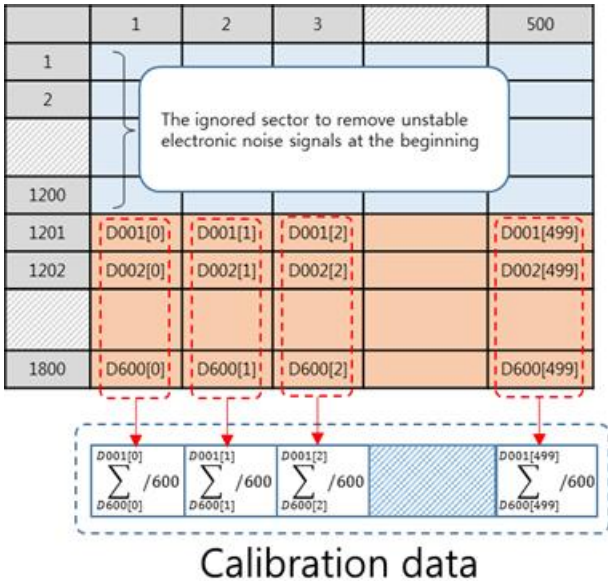 1 2 3 500
1
2
The ignored sector to remove unstable
electronic noise signals at the beginning
1200
1201 D001[0] D001[1] D001[2] D001[499]
1202 D002[0] D002[1] D002[2] D002[499]
1800 D600[0] D600[1] D600[2] D600[499]
D001[0] D001[1] D001[2] D001[499]
∑ /600 ∑ /600 ∑ /600 ∑ /600
D600[0] D600[1] D600[2] D600[499]
Calibration data